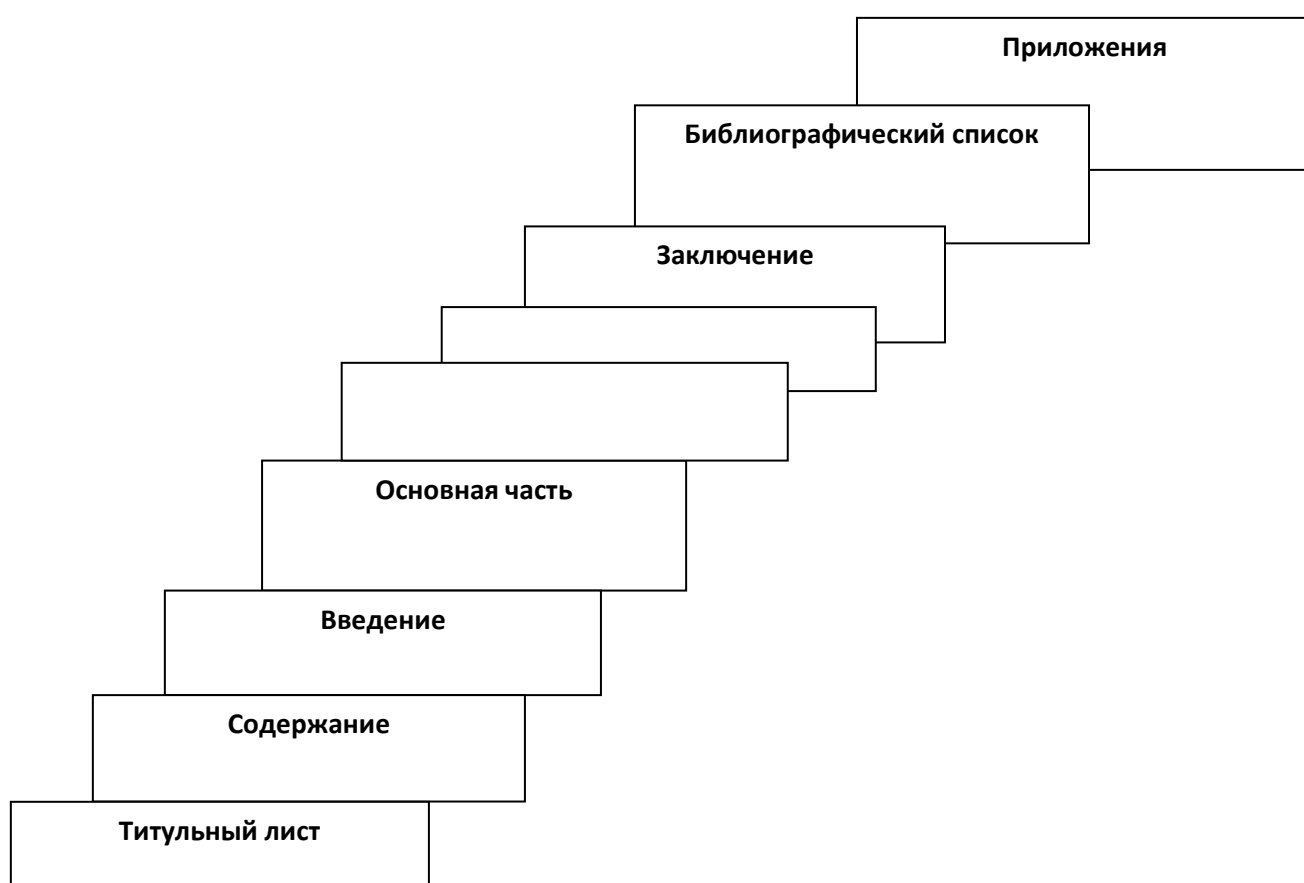 Приложения
Библиографический список
Заключение
Основная часть
Введение
Содержание
Титульный лист